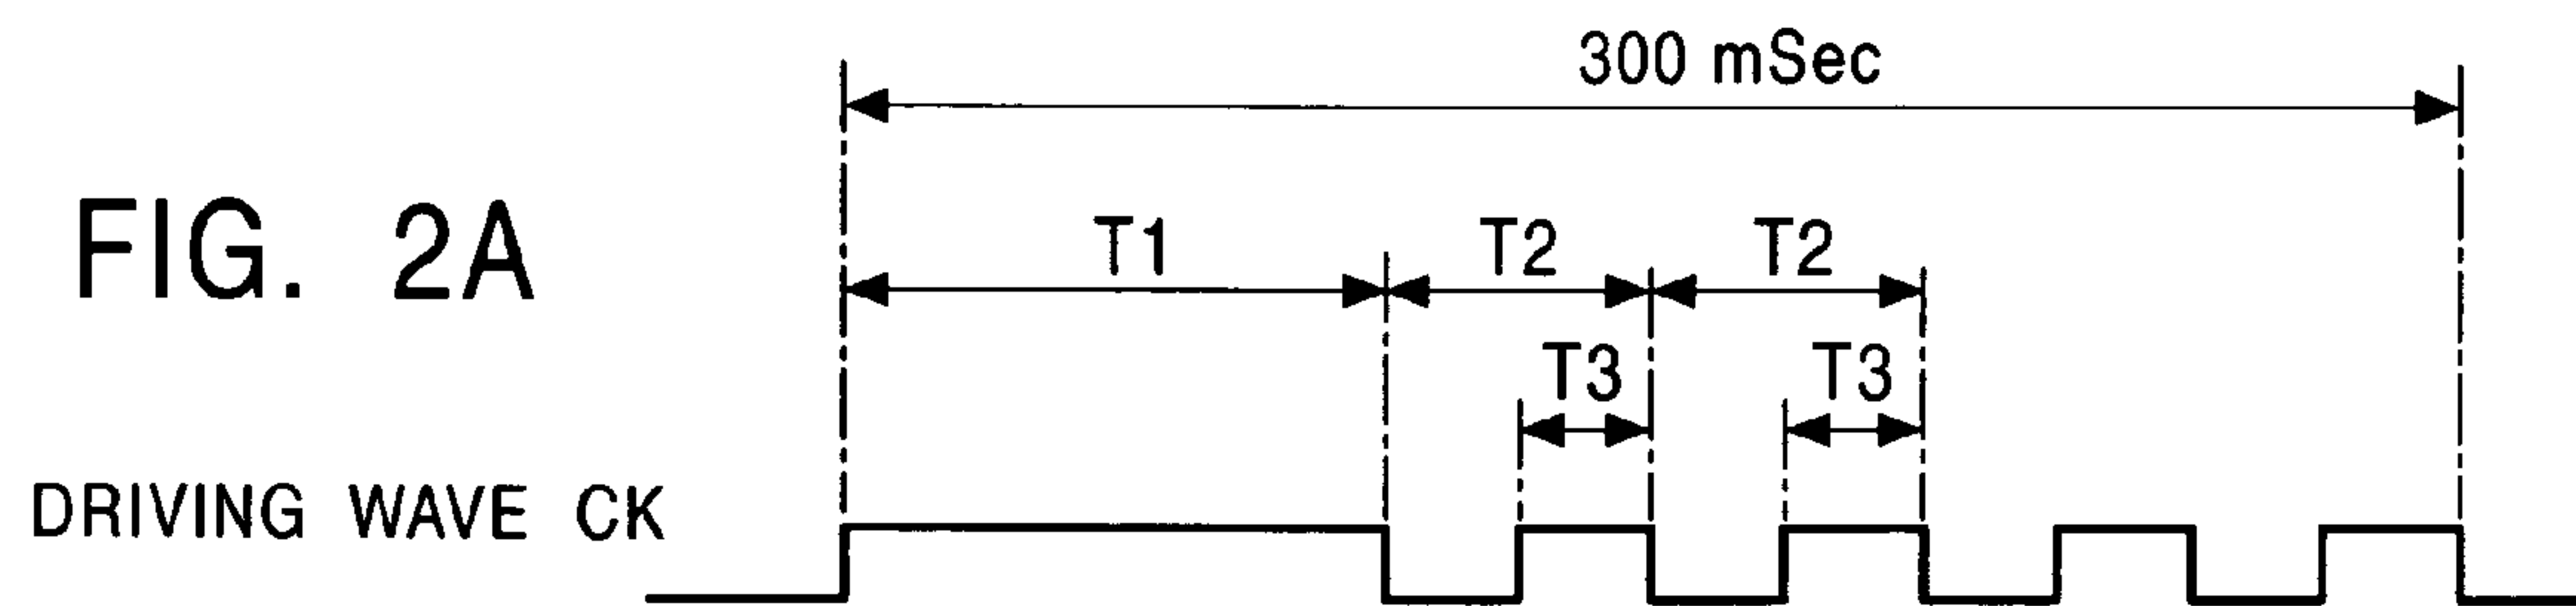 300 mSec
FIG. 2A
T1 T2 T2
T3 T3
DRIVING WAVE CK